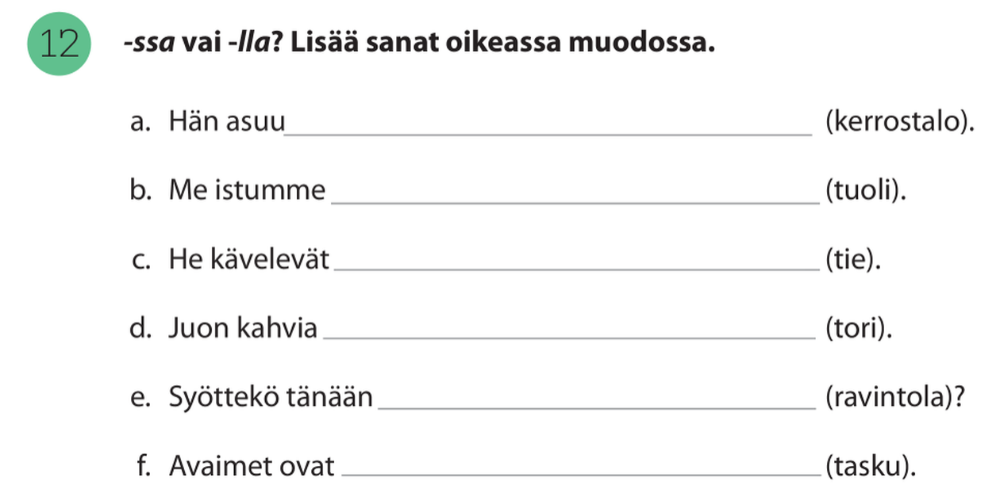 12 -ssa vai -lla? Lisää sanat oikeassa muodossa.
a. Hän asuu (kerrostalo).
b. Me istumme (tuoli).
c. He kävelevät (tie).
d. Juon kahvia (tori).
e. Syöttekö tänään (ravintola)?
f. Avaimet ovat (tasku).